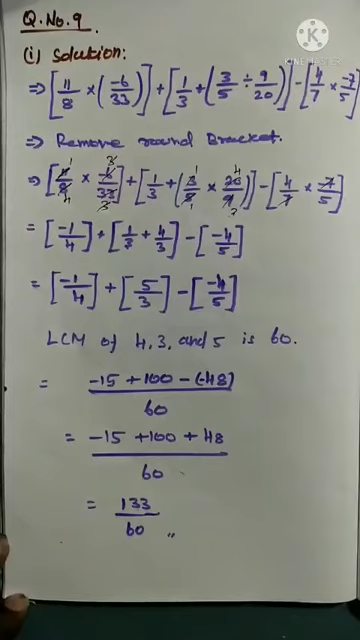 Q.No.9
(i) Solution:
⇒ [11/8 × (-6/33)] + [1/3 + (3/5 ÷ 9/20)] - [4/7 × -7/5]
KINEMASTER
⇒ Remove round Bracket.
⇒ [11/8 × -6/33] + [1/3 + (3/5 × 20/9)] - [4/7 × -7/5]
= [-1/4] + [1/3 + 4/3] - [-4/5]
= [-1/4] + [5/3] - [-4/5]
LCM of 4, 3, and 5 is 60.
= -15 + 100 - (-48) / 60
= -15 + 100 + 48 / 60
= 133/60 ,,